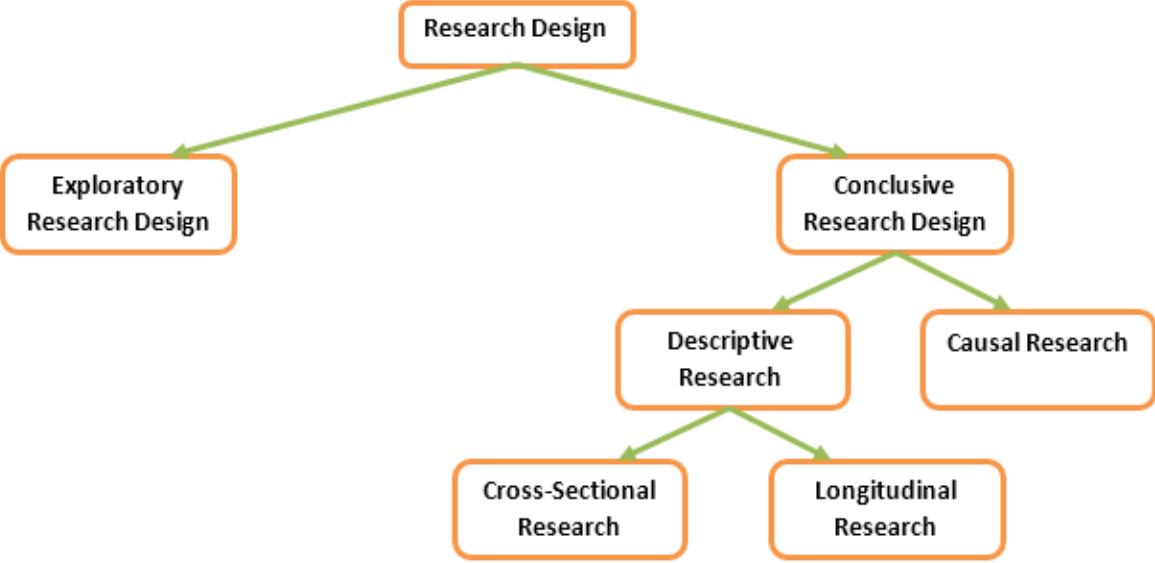 Research Design
Exploratory
Research Design
Conclusive
Research Design
Descriptive
Research
Causal Research
Cross-Sectional
Research
Longitudinal
Research